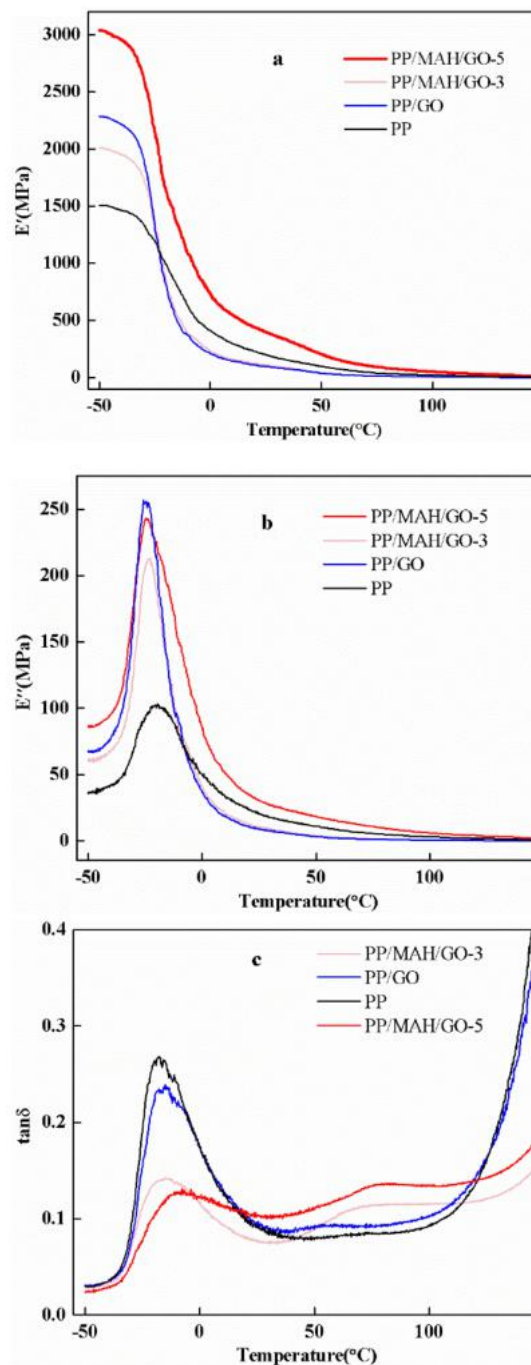 a
PP/MAH/GO-5
PP/MAH/GO-3
PP/GO
PP
E'(MPa)
3000
2500
2000
1500
1000
500
0
-50 0 50 100
Temperature(°C)
b
PP/MAH/GO-5
PP/MAH/GO-3
PP/GO
PP
E''(MPa)
250
200
150
100
50
0
-50 0 50 100
Temperature(°C)
c
PP/MAH/GO-3
PP/GO
PP
PP/MAH/GO-5
tanδ
0.4
0.3
0.2
0.1
0.0
-50 0 50 100
Temperature(°C)